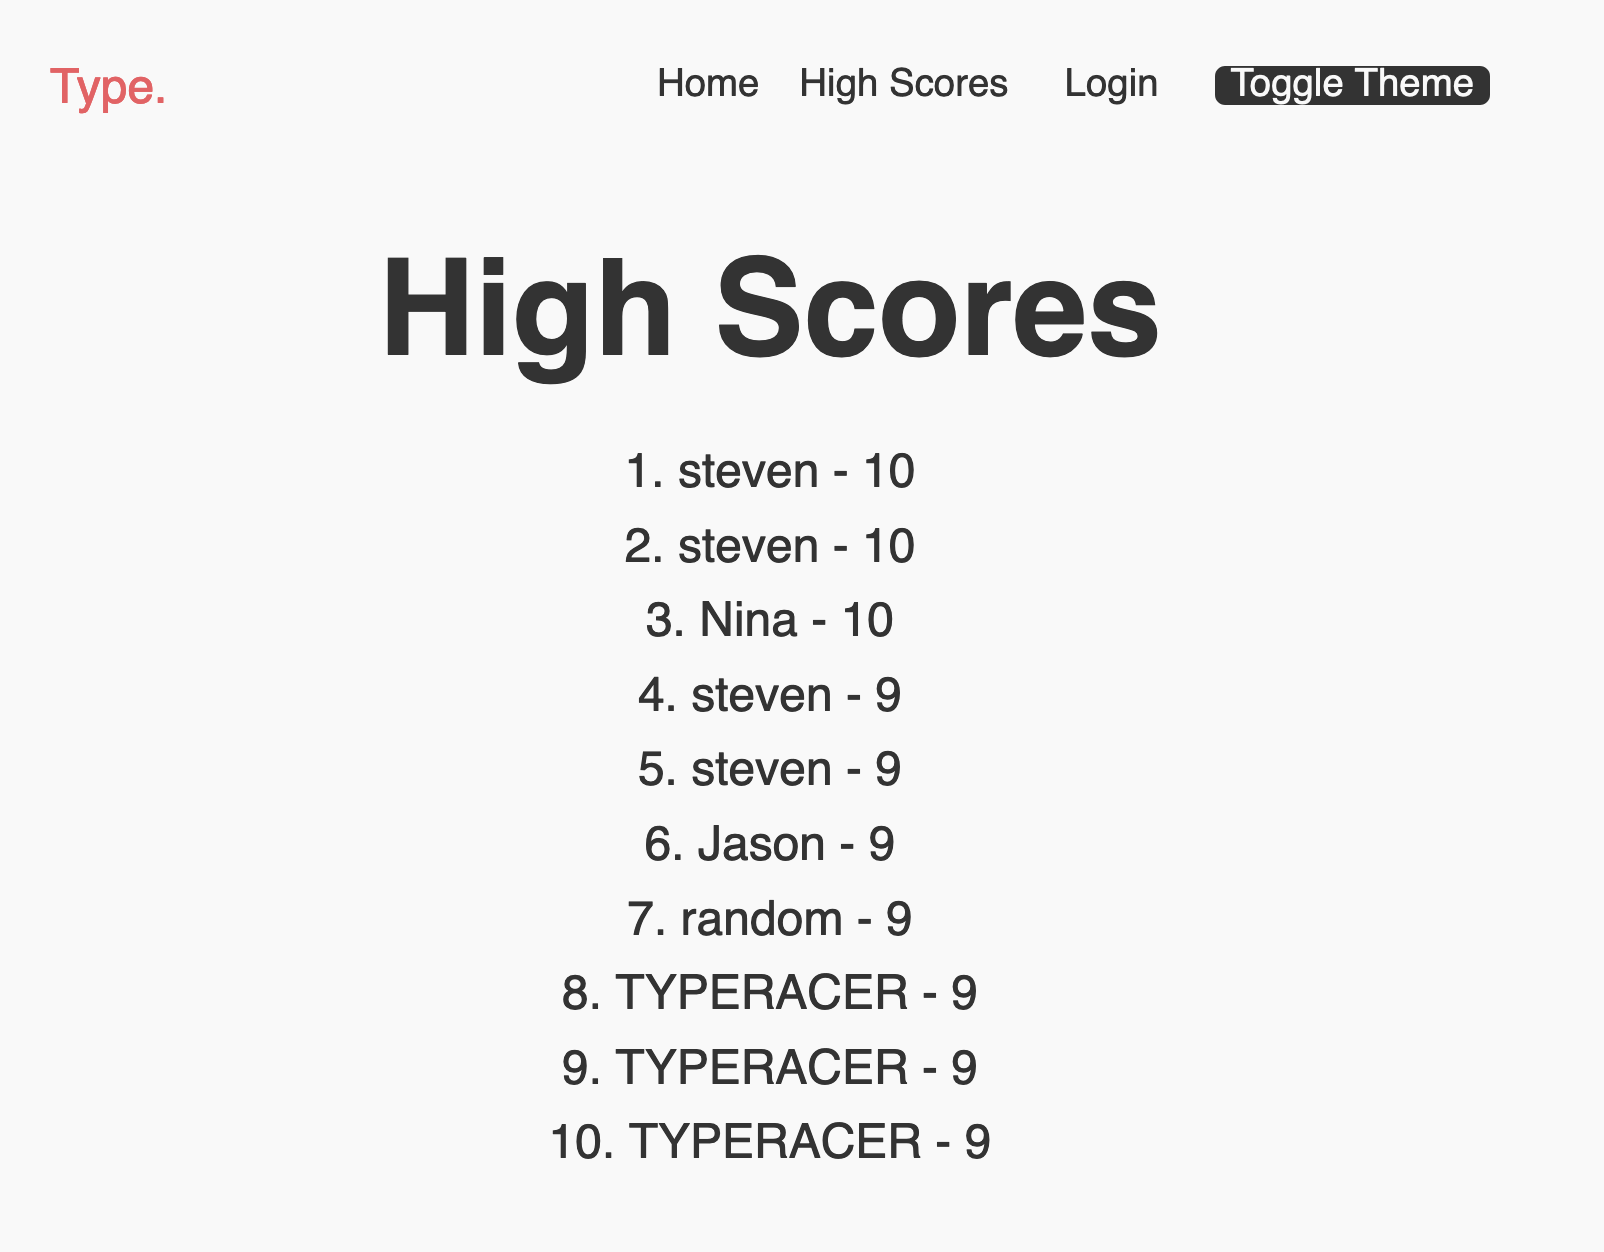 Type.
Home High Scores Login Toggle Theme
High Scores
1. steven - 10
2. steven - 10
3. Nina - 10
4. steven - 9
5. steven - 9
6. Jason - 9
7. random - 9
8. TYPERACER - 9
9. TYPERACER - 9
10. TYPERACER - 9